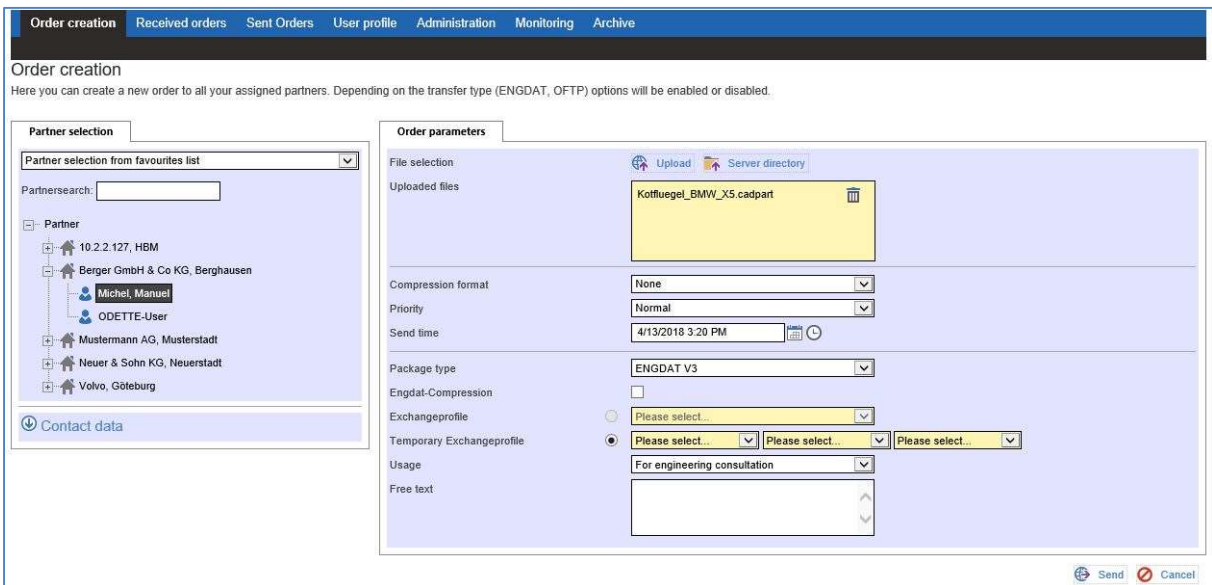 Order creation Received orders Sent Orders User profile Administration Monitoring Archive
Order creation
Here you can create a new order to all your assigned partners. Depending on the transfer type (ENGDAT, OFTP) options will be enabled or disabled.
Partner selection
Partner selection from favourites list
Partnersearch:
Partner
10.2.2.127, HBM
Berger GmbH & Co KG, Berghausen
Michel, Manuel
ODETTE-User
Mustermann AG, Musterstadt
Neuer & Sohn KG, Neuerstadt
Volvo, Göteburg
Contact data
Order parameters
File selection Upload Server directory
Uploaded files Kotfluegel_BMW_X5.cadpart
Compression format None
Priority Normal
Send time 4/13/2018 3:20 PM
Package type ENGDAT V3
Engdat-Compression
Exchangeprofile Please select...
Temporary Exchangeprofile Please select... Please select... Please select...
Usage For engineering consultation
Free text
Send Cancel